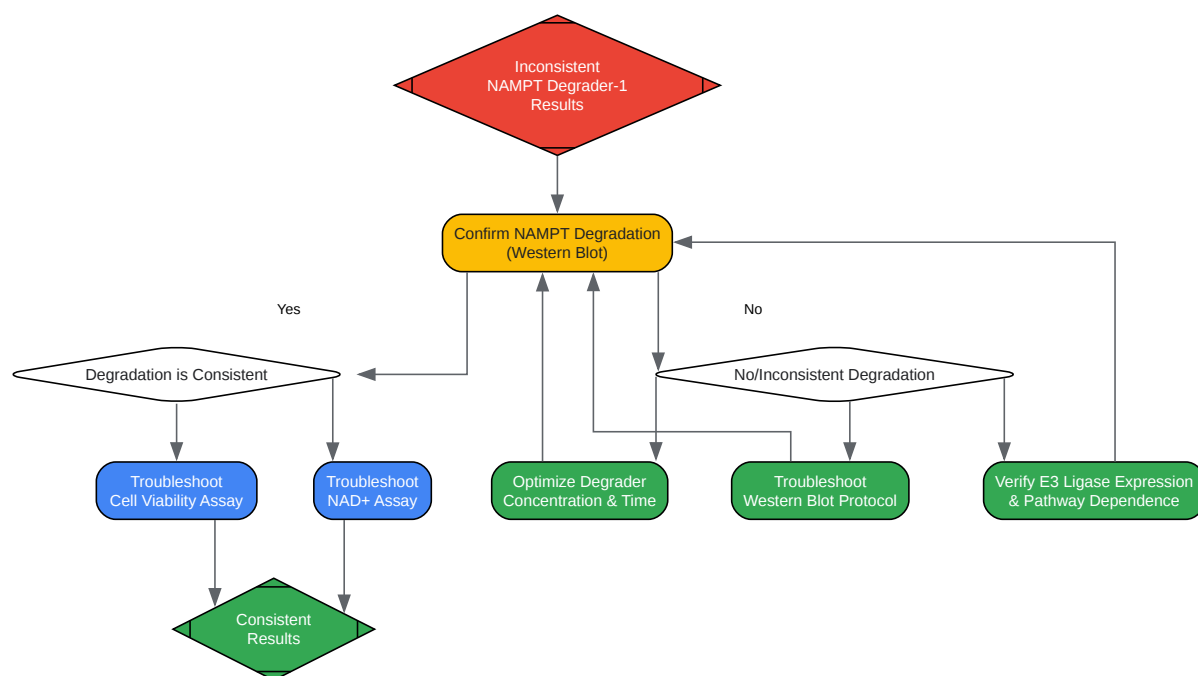 Inconsistent
NAMPT Degrader-1
Results
Confirm NAMPT Degradation
(Western Blot)
Yes
No
Degradation is Consistent
No/Inconsistent Degradation
Troubleshoot
Cell Viability Assay
Troubleshoot
NAD+ Assay
Optimize Degrader
Concentration & Time
Troubleshoot
Western Blot Protocol
Verify E3 Ligase Expression
& Pathway Dependence
Consistent
Results